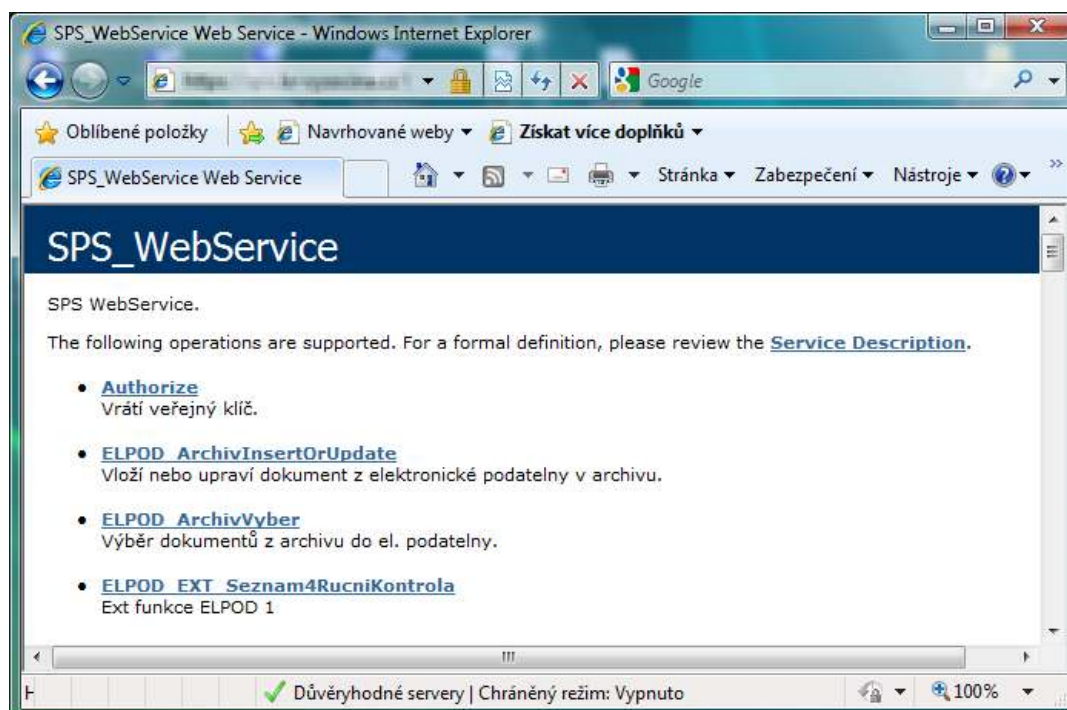 SPS_WebService Web Service - Windows Internet Explorer
Google
Oblíbené položky Navrhované weby Získat více doplňků
SPS_WebService Web Service Stránka Zabezpečení Nástroje
SPS_WebService
SPS WebService.
The following operations are supported. For a formal definition, please review the Service Description.
Authorize
Vrátí veřejný klíč.
ELPOD_ArchivInsertOrUpdate
Vloží nebo upraví dokument z elektronické podatelny v archivu.
ELPOD_ArchivVyber
Výběr dokumentů z archivu do el. podatelny.
ELPOD_EXT_Seznam4RucniKontrola
Ext funkce ELPOD 1
Důvěryhodné servery | Chráněný režim: Vypnuto 100%